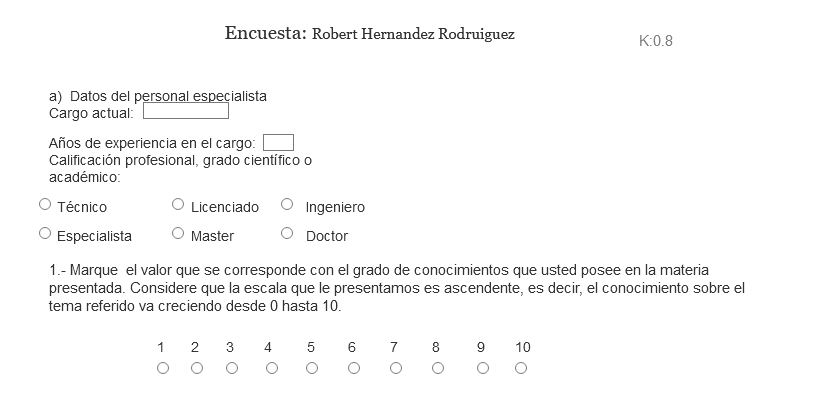 Encuesta: Robert Hernandez Rodruiguez
K:0.8
a) Datos del personal especialista
Cargo actual:
Años de experiencia en el cargo:
Calificación profesional, grado científico o
académico:
Técnico Licenciado Ingeniero
Especialista Master Doctor
1.- Marque el valor que se corresponde con el grado de conocimientos que usted posee en la materia
presentada. Considere que la escala que le presentamos es ascendente, es decir, el conocimiento sobre el
tema referido va creciendo desde 0 hasta 10.
1 2 3 4 5 6 7 8 9 10